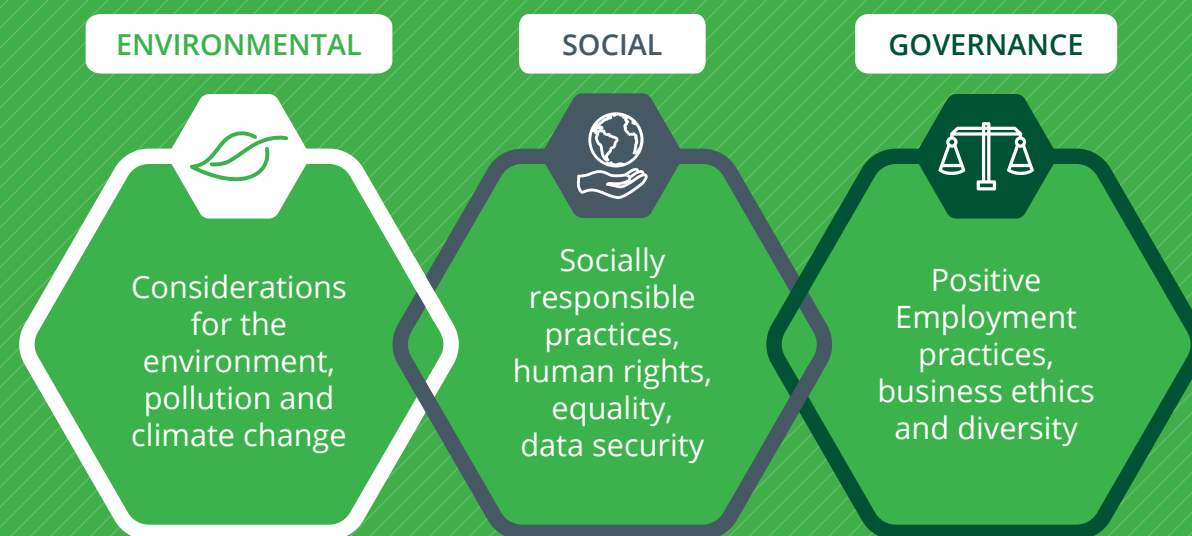 ENVIRONMENTAL
Considerations
for the
environment,
pollution and
climate change
SOCIAL
Socially
responsible
practices,
human rights,
equality,
data security
GOVERNANCE
Positive
Employment
practices,
business ethics
and diversity